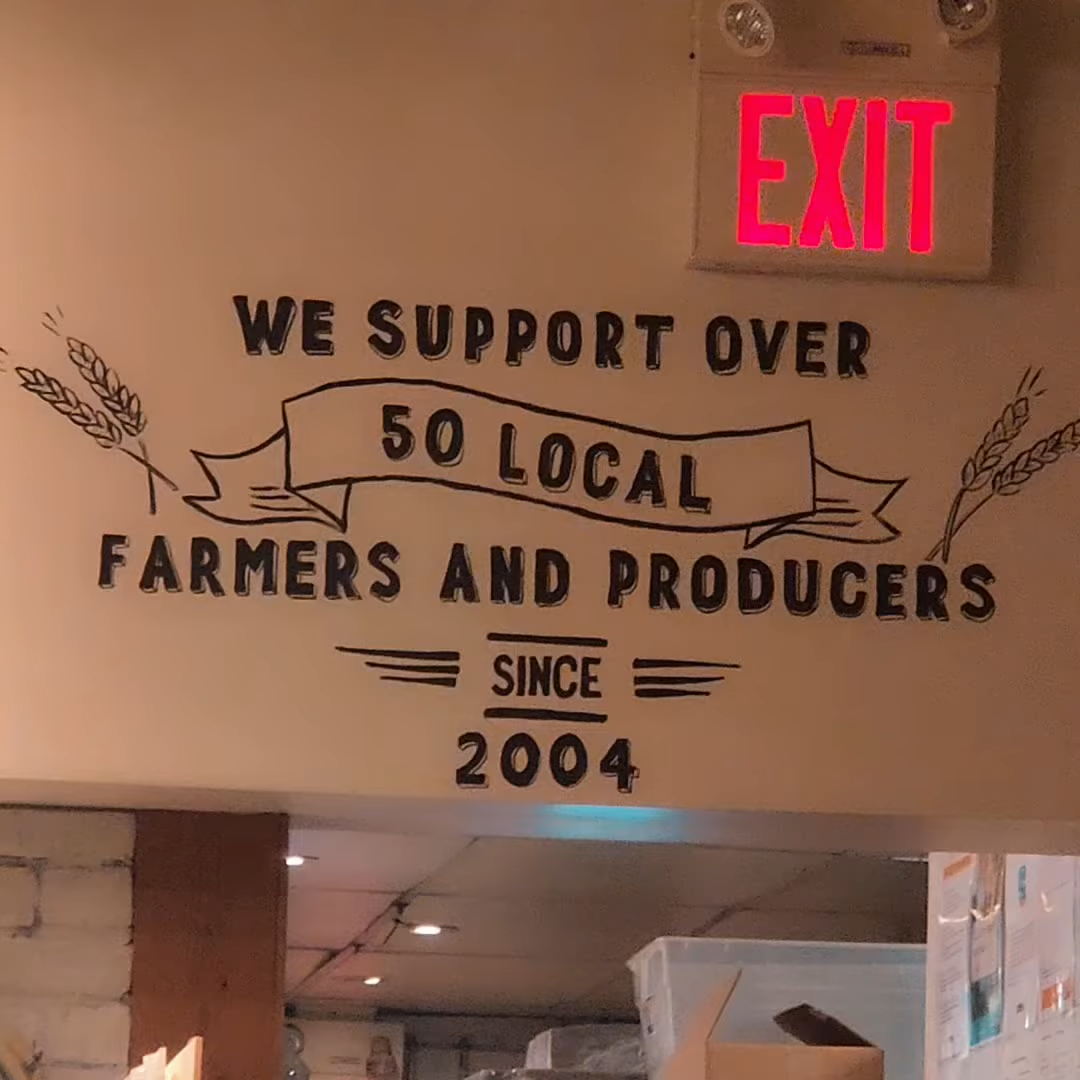 EXIT
WE SUPPORT OVER
50 LOCAL
FARMERS AND PRODUCERS
SINCE
2004